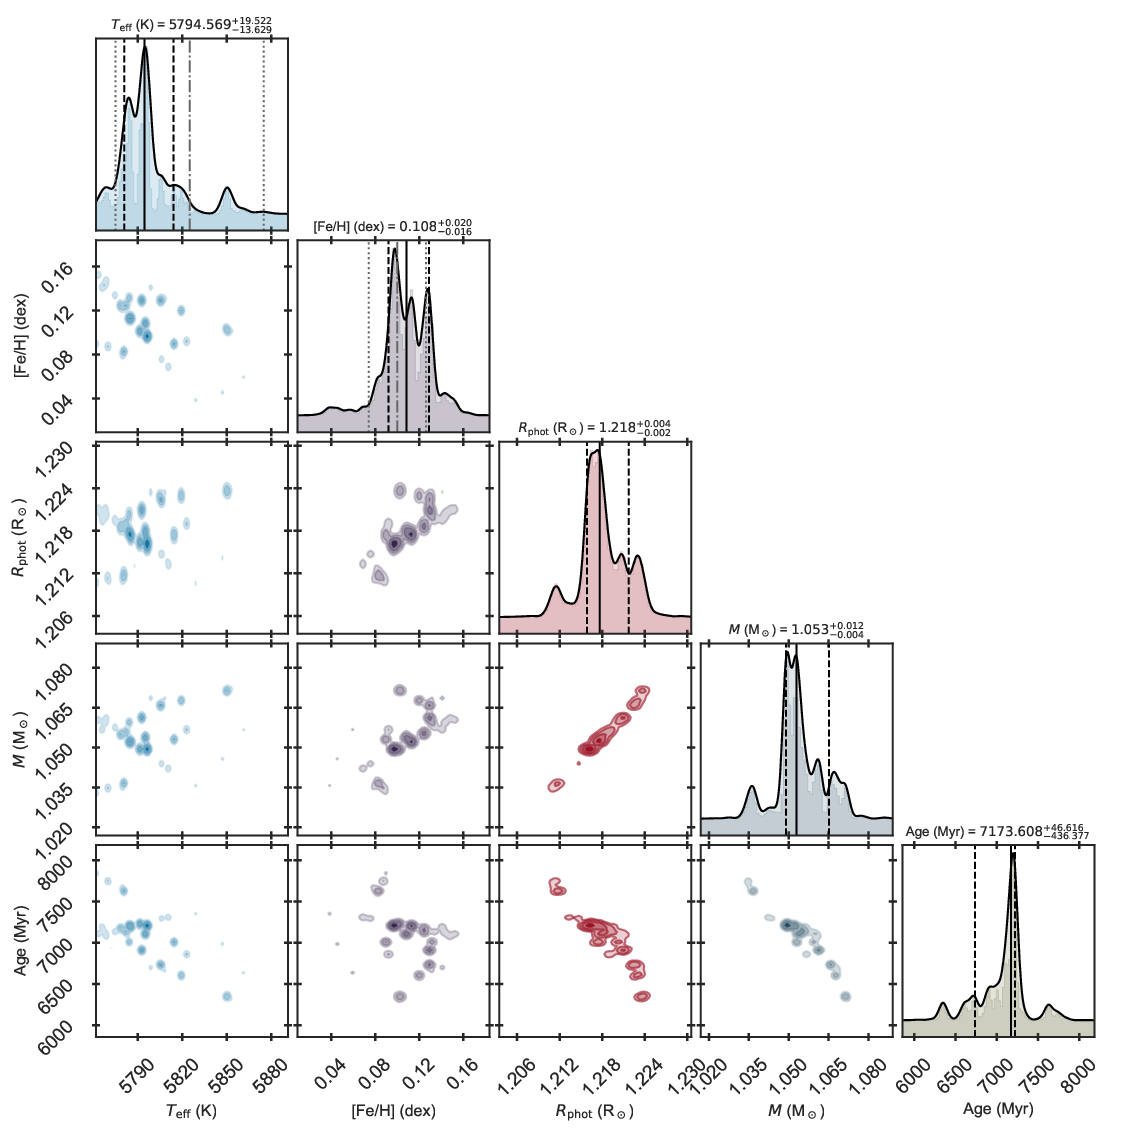 T_eff (K) = 5794.569 +19.522 −13.629
[Fe/H] (dex) = 0.108 +0.020 −0.016
0.16
0.12
0.08
0.04
[Fe/H] (dex)
R_phot (R⊙) = 1.218 +0.004 −0.002
1.230
1.224
1.218
1.212
1.206
R_phot (R⊙)
M (M⊙) = 1.053 +0.012 −0.004
1.080
1.065
1.050
1.035
1.020
M (M⊙)
Age (Myr) = 7173.608 +46.616 −436.377
8000
7500
7000
6500
6000
Age (Myr)
5790 5820 5850 5880 0.04 0.08 0.12 0.16 1.206 1.212 1.218 1.224 1.230 1.020 1.035 1.050 1.065 1.080 6000 6500 7000 7500 8000
T_eff (K) [Fe/H] (dex) R_phot (R⊙) M (M⊙) Age (Myr)